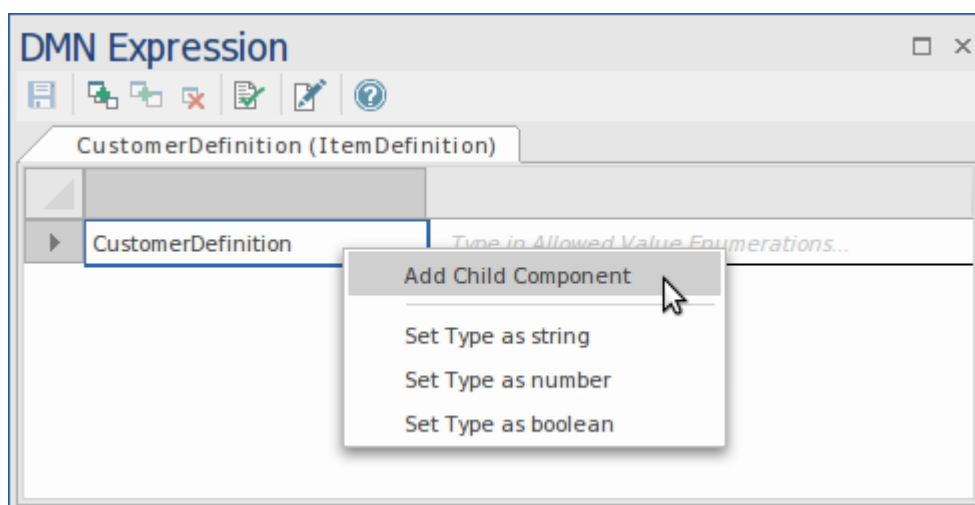 DMN Expression
CustomerDefinition (ItemDefinition)
CustomerDefinition
Type in Allowed Value Enumerations...
Add Child Component
Set Type as string
Set Type as number
Set Type as boolean